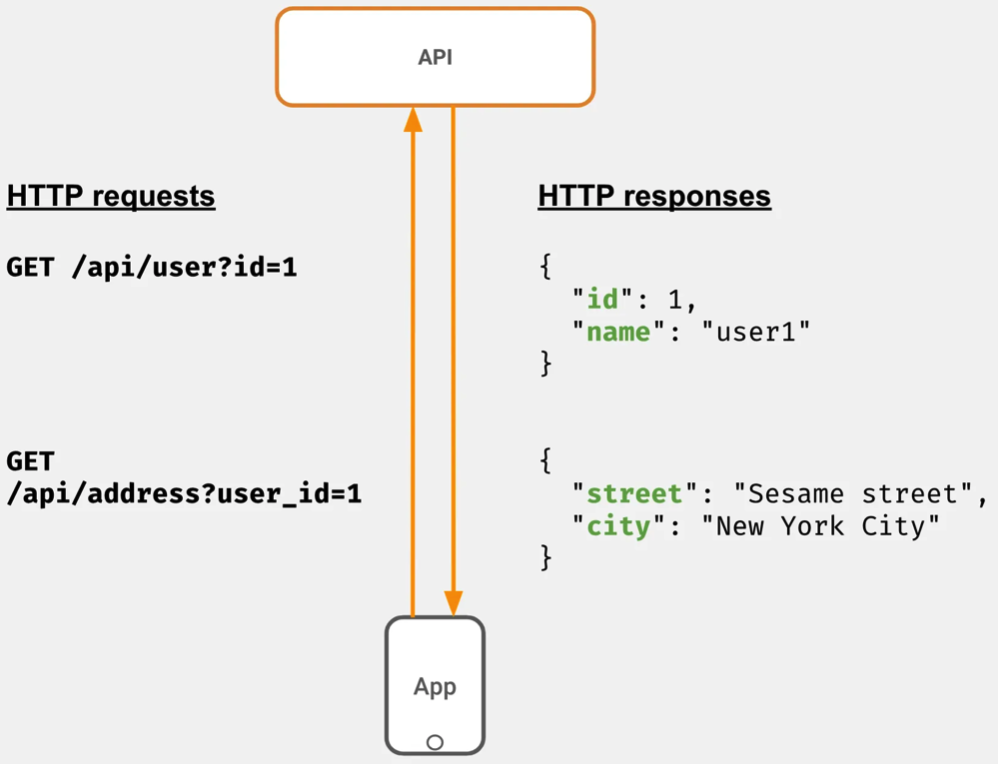 API
HTTP requests
GET /api/user?id=1
GET
/api/address?user_id=1
HTTP responses
{
"id": 1,
"name": "user1"
}
{
"street": "Sesame street",
"city": "New York City"
}
App